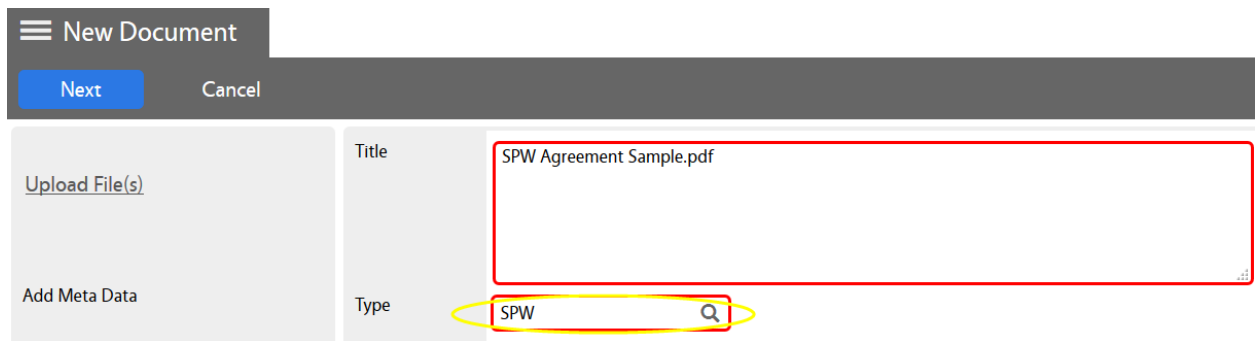 New Document
Next Cancel
Upload File(s)
Add Meta Data
Title
SPW Agreement Sample.pdf
Type
SPW